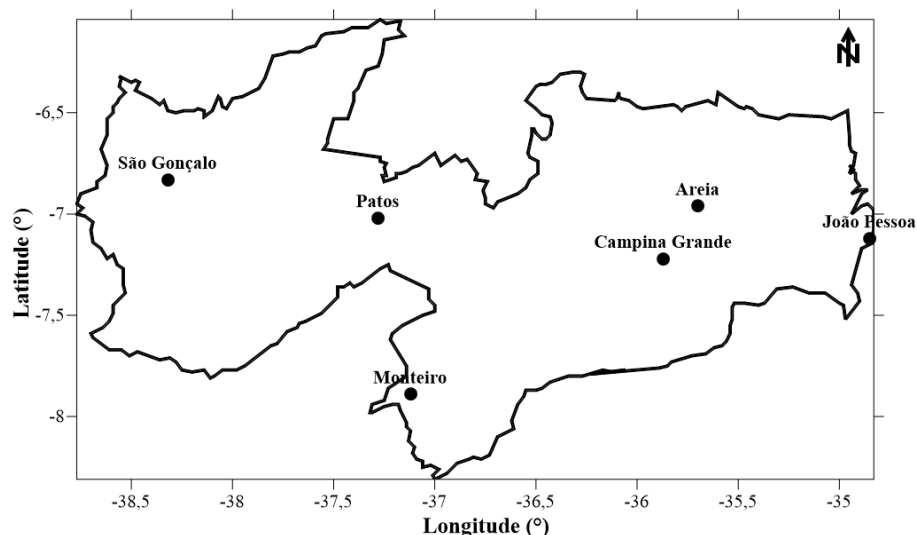 N
-6,5
São Gonçalo
Areia
Patos
-7
João Pessoa
Campina Grande
Latitude (°)
-7,5
Monteiro
-8
-38,5 -38 -37,5 -37 -36,5 -36 -35,5 -35
Longitude (°)